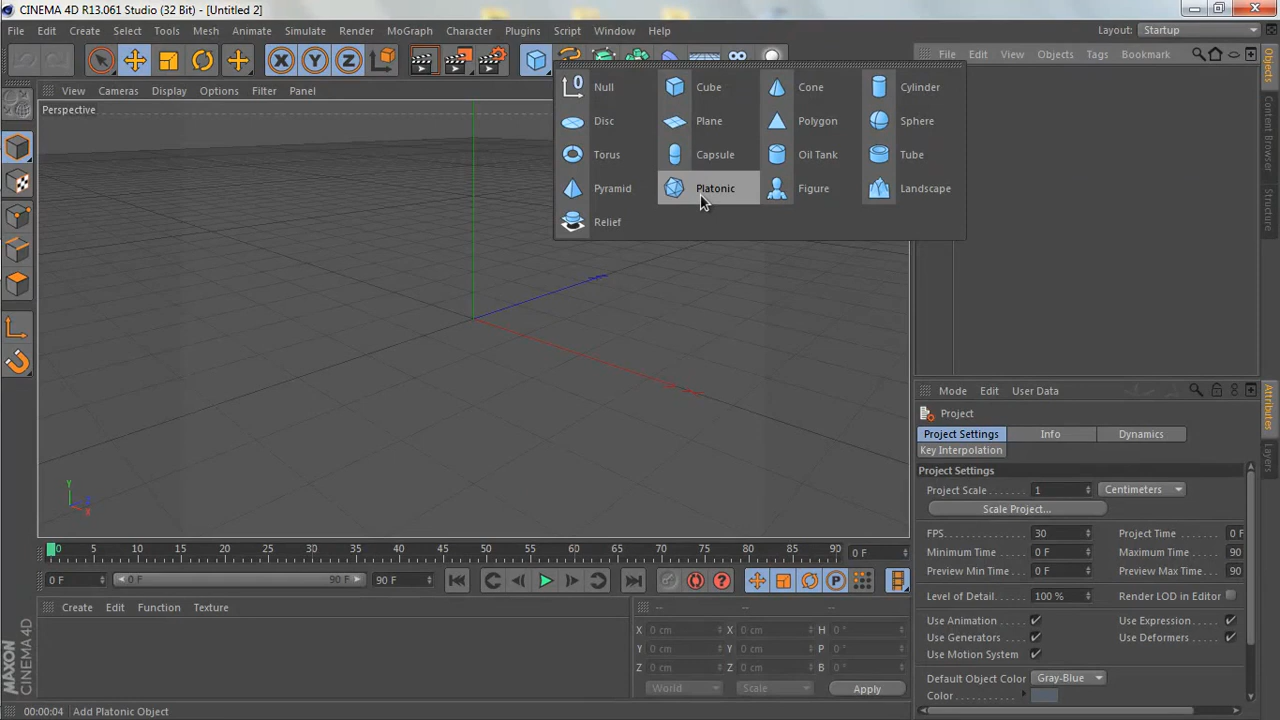 CINEMA 4D R13.061 Studio (32 Bit) - [Untitled 2]
File Edit Create Select Tools Mesh Animate Simulate Render MoGraph Character Plugins Script Window Help
Layout: Startup
View Cameras Display Options Filter Panel
File Edit View Objects Tags Bookmark
Perspective
Null Cube Cone Cylinder
Disc Plane Polygon Sphere
Torus Capsule Oil Tank Tube
Pyramid Platonic Figure Landscape
Relief
Objects
Content Browser
Structure
Mode Edit User Data
Project
Project Settings Info Dynamics
Key Interpolation
Project Settings
Project Scale 1 Centimeters
Scale Project...
FPS 30 Project Time 0 F
Minimum Time 0 F Maximum Time 90
Preview Min Time 0 F Preview Max Time 90
Level of Detail 100 % Render LOD in Editor
Use Animation Use Expression
Use Generators Use Deformers
Use Motion System
Default Object Color Gray-Blue
Color
Attributes
Layers
Y
Z
X
0 5 10 15 20 25 30 35 40 45 50 55 60 65 70 75 80 85 90 0 F
0 F 0 F 90 F 90 F
Create Edit Function Texture
-- -- --
X 0 cm X 0 cm H 0 °
Y 0 cm Y 0 cm P 0 °
Z 0 cm Z 0 cm B 0 °
World Scale Apply
MAXON CINEMA 4D
00:00:04 Add Platonic Object